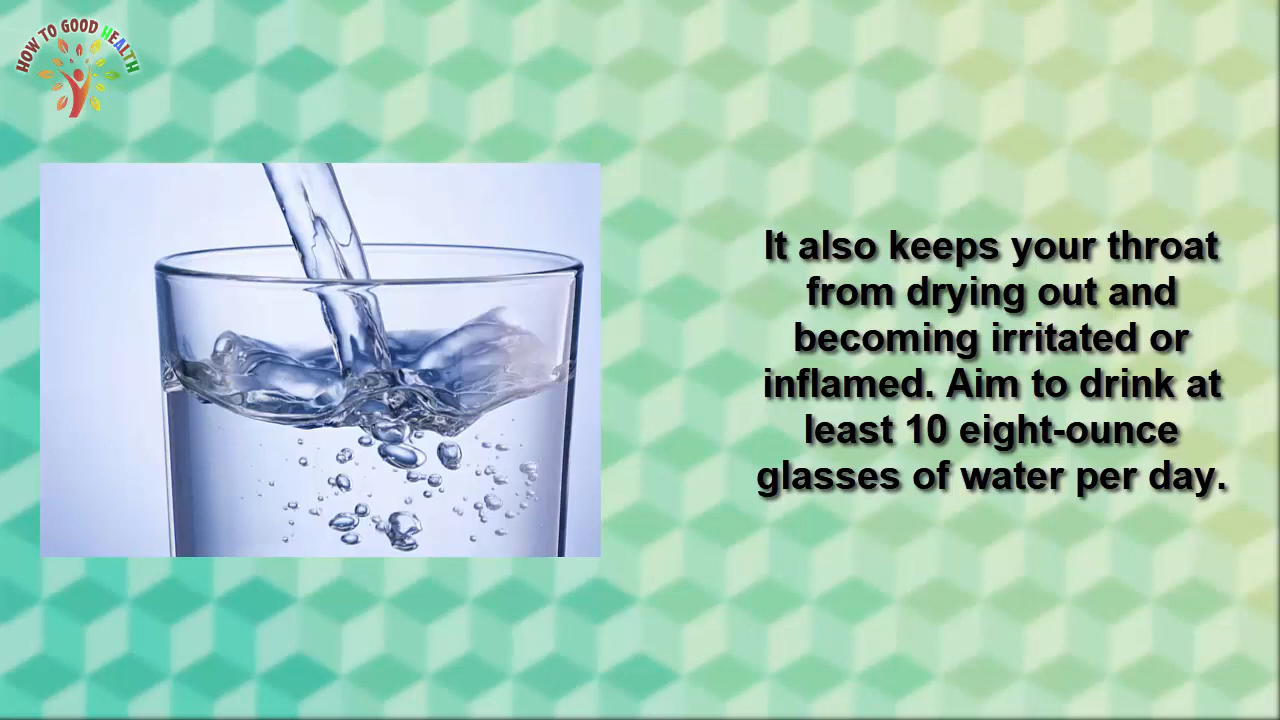 HOW TO GOOD HEALTH
It also keeps your throat
from drying out and
becoming irritated or
inflamed. Aim to drink at
least 10 eight-ounce
glasses of water per day.